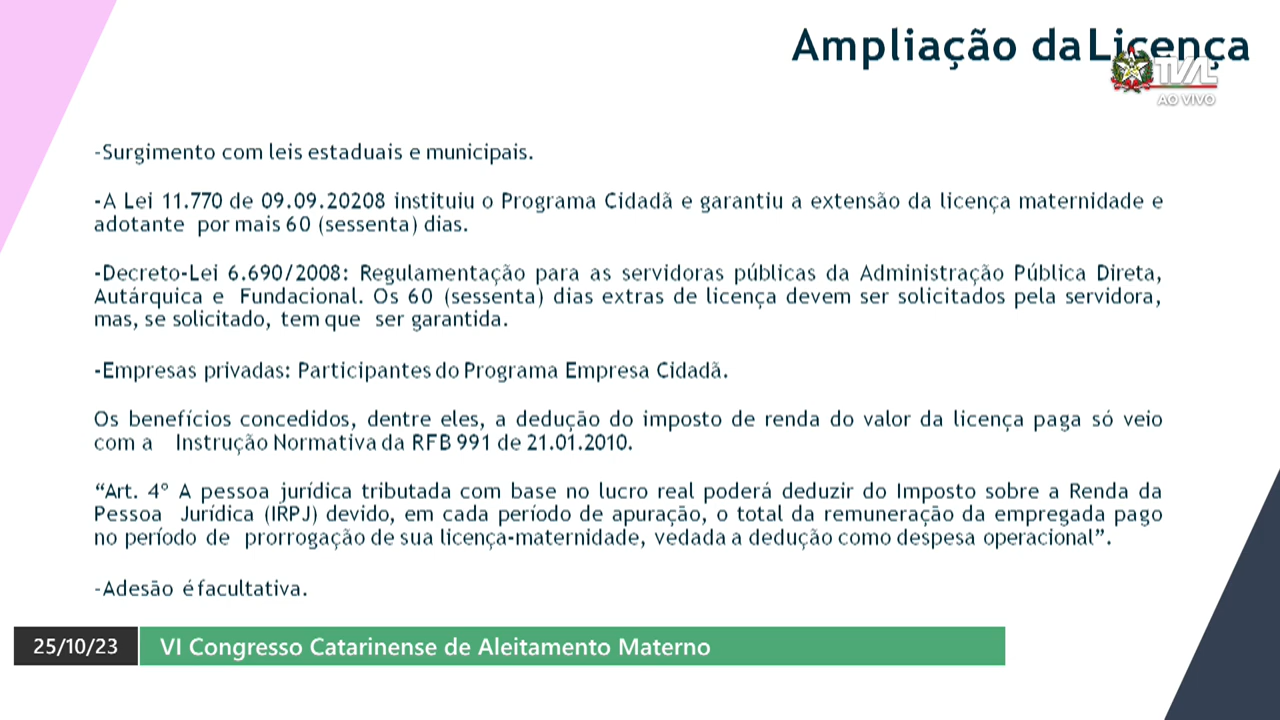 Ampliação da Licença
TVAL
AO VIVO
-Surgimento com leis estaduais e municipais.
-A Lei 11.770 de 09.09.20208 instituiu o Programa Cidadã e garantiu a extensão da licença maternidade e
adotante por mais 60 (sessenta) dias.
-Decreto-Lei 6.690/2008: Regulamentação para as servidoras públicas da Administração Pública Direta,
Autárquica e Fundacional. Os 60 (sessenta) dias extras de licença devem ser solicitados pela servidora,
mas, se solicitado, tem que ser garantida.
-Empresas privadas: Participantes do Programa Empresa Cidadã.
Os benefícios concedidos, dentre eles, a dedução do imposto de renda do valor da licença paga só veio
com a Instrução Normativa da RFB 991 de 21.01.2010.
“Art. 4º A pessoa jurídica tributada com base no lucro real poderá deduzir do Imposto sobre a Renda da
Pessoa Jurídica (IRPJ) devido, em cada período de apuração, o total da remuneração da empregada pago
no período de prorrogação de sua licença-maternidade, vedada a dedução como despesa operacional”.
-Adesão é facultativa.
25/10/23
VI Congresso Catarinense de Aleitamento Materno